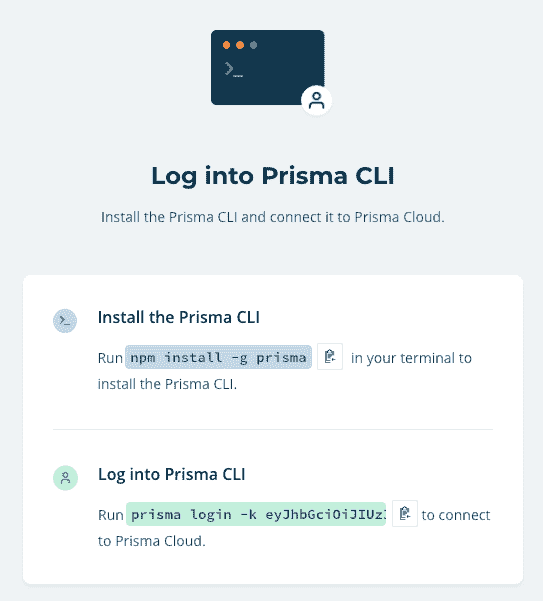 >_
Log into Prisma CLI
Install the Prisma CLI and connect it to Prisma Cloud.
>_ Install the Prisma CLI
Run npm install -g prisma in your terminal to
install the Prisma CLI.
Log into Prisma CLI
Run prisma login -k eyJhbGciOiJIUz to connect
to Prisma Cloud.